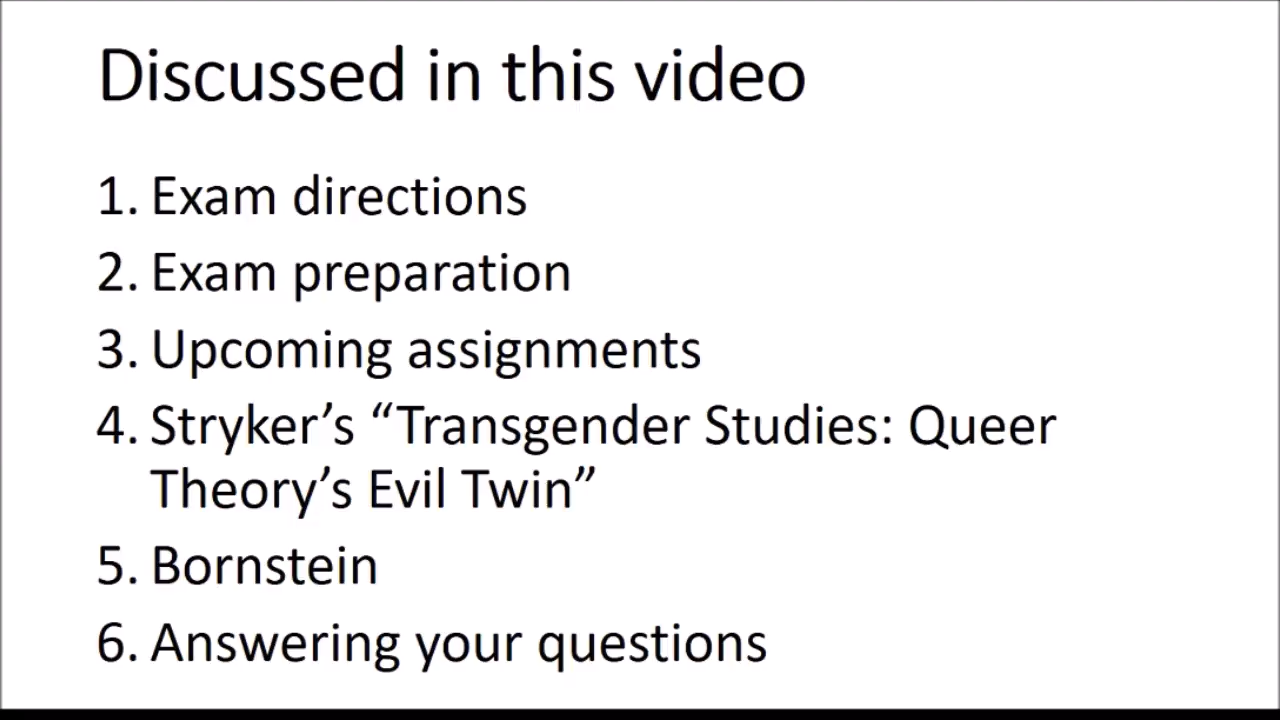 Discussed in this video
1. Exam directions
2. Exam preparation
3. Upcoming assignments
4. Stryker’s “Transgender Studies: Queer
Theory’s Evil Twin”
5. Bornstein
6. Answering your questions